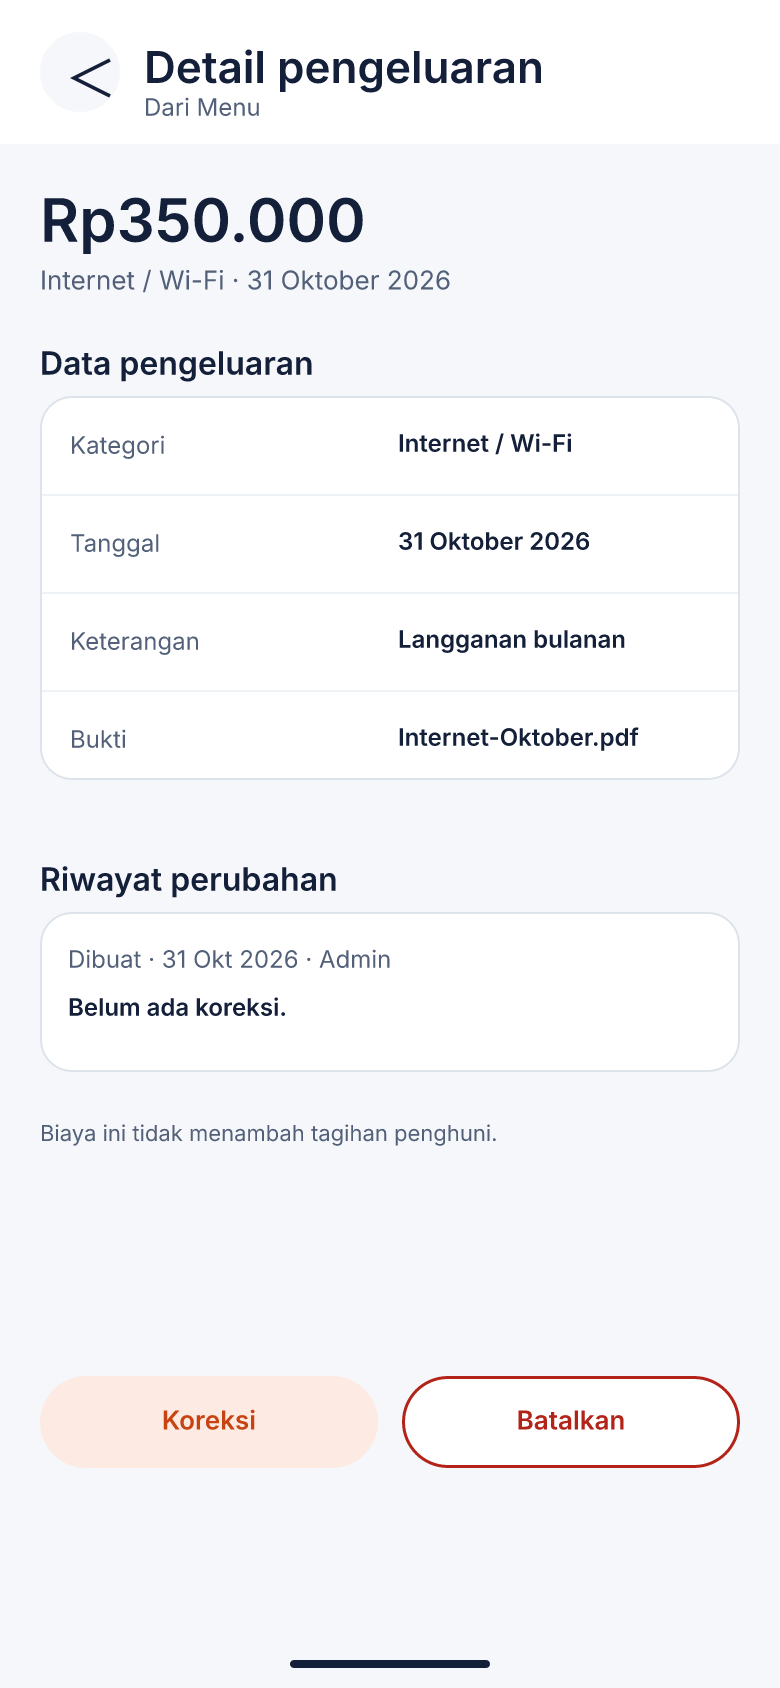 Detail pengeluaran
Dari Menu
Rp350.000
Internet / Wi-Fi · 31 Oktober 2026
Data pengeluaran
Kategori Internet / Wi-Fi
Tanggal 31 Oktober 2026
Keterangan Langganan bulanan
Bukti Internet-Oktober.pdf
Riwayat perubahan
Dibuat · 31 Okt 2026 · Admin
Belum ada koreksi.
Biaya ini tidak menambah tagihan penghuni.
Koreksi Batalkan